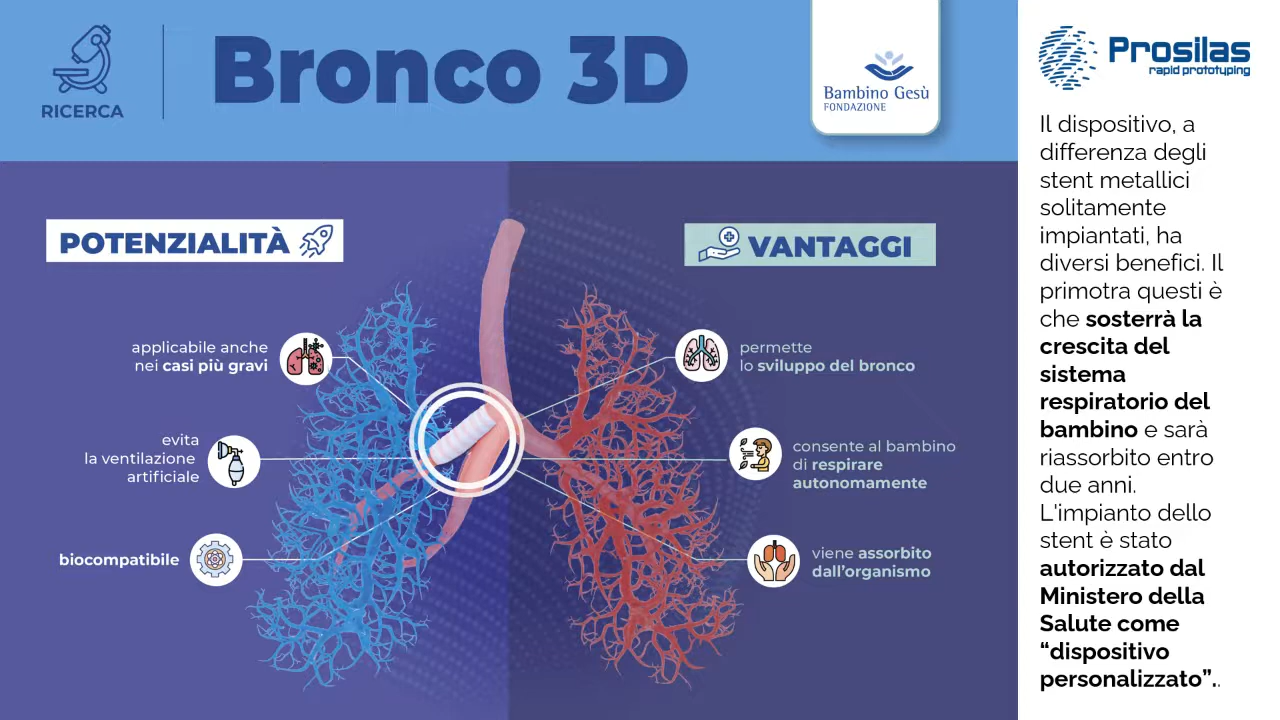 RICERCA
Bronco 3D
Bambino Gesù
FONDAZIONE
POTENZIALITÀ
applicabile anche
nei casi più gravi
evita
la ventilazione
artificiale
biocompatibile
VANTAGGI
permette
lo sviluppo del bronco
consente al bambino
di respirare
autonomamente
viene assorbito
dall'organismo
Prosilas
rapid prototyping
Il dispositivo, a
differenza degli
stent metallici
solitamente
impiantati, ha
diversi benefici. Il
primotra questi è
che sosterrà la
crescita del
sistema
respiratorio del
bambino e sarà
riassorbito entro
due anni.
L'impianto dello
stent è stato
autorizzato dal
Ministero della
Salute come
“dispositivo
personalizzato”..